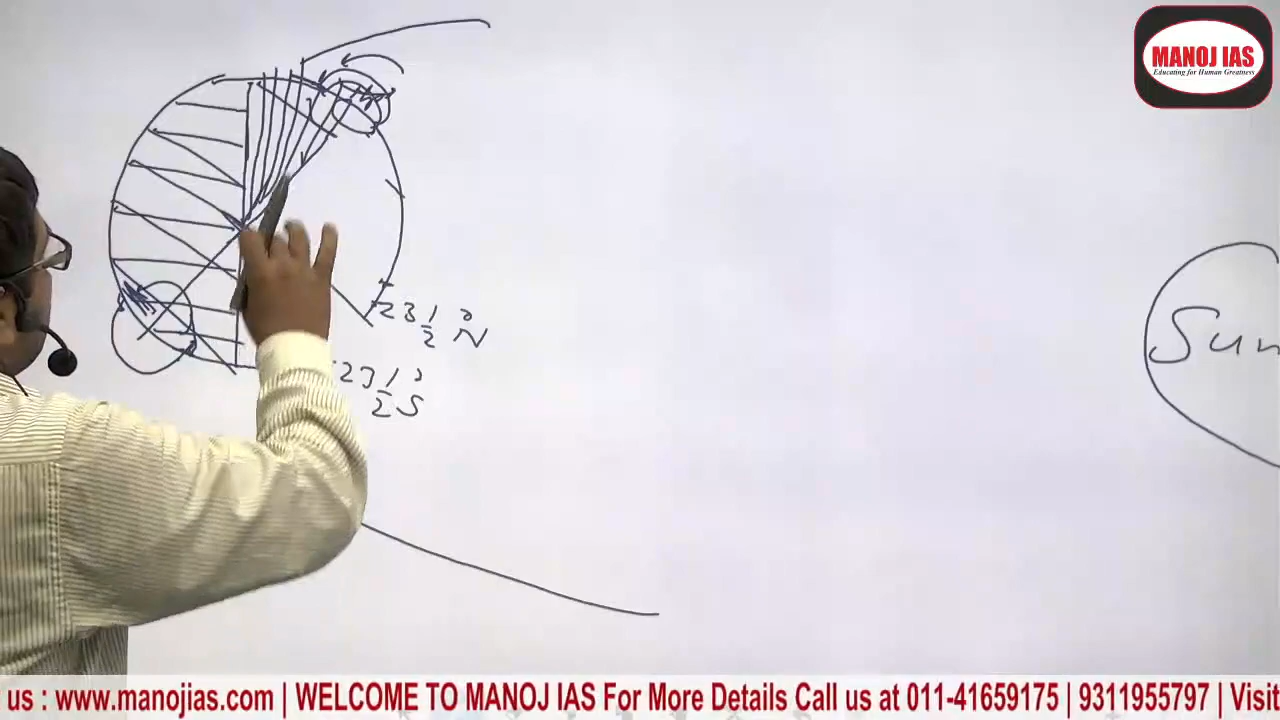 MANOJ IAS
Educating for Human Greatness
23 1/2° N
23 1/2° S
Sun
us : www.manojias.com | WELCOME TO MANOJ IAS For More Details Call us at 011-41659175 | 9311955797 | Visit